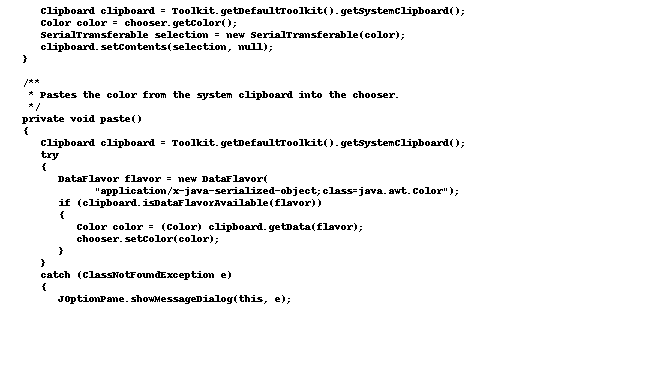 Clipboard clipboard = Toolkit.getDefaultToolkit().getSystemClipboard();
Color color = chooser.getColor();
SerialTransferable selection = new SerialTransferable(color);
clipboard.setContents(selection, null);
}
/**
* Pastes the color from the system clipboard into the chooser.
*/
private void paste()
{
Clipboard clipboard = Toolkit.getDefaultToolkit().getSystemClipboard();
try
{
DataFlavor flavor = new DataFlavor(
"application/x-java-serialized-object;class=java.awt.Color");
if (clipboard.isDataFlavorAvailable(flavor))
{
Color color = (Color) clipboard.getData(flavor);
chooser.setColor(color);
}
}
catch (ClassNotFoundException e)
{
JOptionPane.showMessageDialog(this, e);